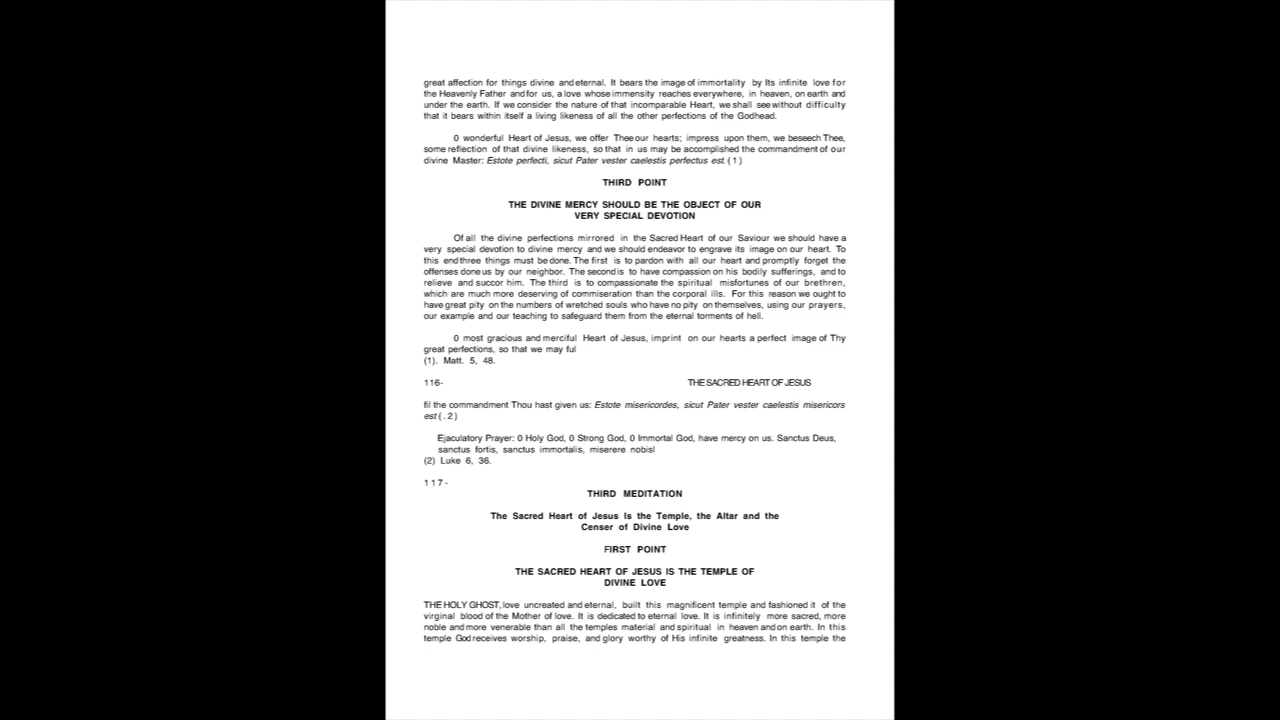 great affection for things divine and eternal. It bears the image of immortality by Its infinite love for
the Heavenly Father and for us, a love whose immensity reaches everywhere, in heaven, on earth and
under the earth. If we consider the nature of that incomparable Heart, we shall see without difficulty
that it bears within itself a living likeness of all the other perfections of the Godhead.
0 wonderful Heart of Jesus, we offer Thee our hearts; impress upon them, we beseech Thee,
some reflection of that divine likeness, so that in us may be accomplished the commandment of our
divine Master: Estote perfecti, sicut Pater vester caelestis perfectus est. (1)
THIRD POINT
THE DIVINE MERCY SHOULD BE THE OBJECT OF OUR
VERY SPECIAL DEVOTION
Of all the divine perfections mirrored in the Sacred Heart of our Saviour we should have a
very special devotion to divine mercy and we should endeavor to engrave its image on our heart. To
this end three things must be done. The first is to pardon with all our heart and promptly forget the
offenses done us by our neighbor. The second is to have compassion on his bodily sufferings, and to
relieve and succor him. The third is to compassionate the spiritual misfortunes of our brethren,
which are much more deserving of commiseration than the corporal ills. For this reason we ought to
have great pity on the numbers of wretched souls who have no pity on themselves, using our prayers,
our example and our teaching to safeguard them from the eternal torments of hell.
0 most gracious and merciful Heart of Jesus, imprint on our hearts a perfect image of Thy
great perfections, so that we may ful
(1). Matt. 5, 48.
116- THE SACRED HEART OF JESUS
fil the commandment Thou hast given us: Estote misericordes, sicut Pater vester caelestis misericors
est (.2)
Ejaculatory Prayer: 0 Holy God, 0 Strong God, 0 Immortal God, have mercy on us. Sanctus Deus,
sanctus fortis, sanctus immortalis, miserere nobisl
(2) Luke 6, 36.
117-
THIRD MEDITATION
The Sacred Heart of Jesus Is the Temple, the Altar and the
Censer of Divine Love
FIRST POINT
THE SACRED HEART OF JESUS IS THE TEMPLE OF
DIVINE LOVE
THE HOLY GHOST, love uncreated and eternal, built this magnificent temple and fashioned it of the
virginal blood of the Mother of love. It is dedicated to eternal love. It is infinitely more sacred, more
noble and more venerable than all the temples material and spiritual in heaven and on earth. In this
temple God receives worship, praise, and glory worthy of His infinite greatness. In this temple the